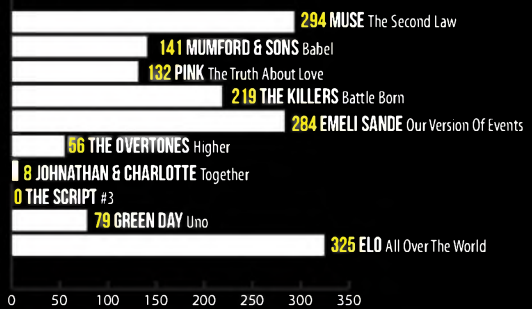 294 MUSE The Second Law
141 MUMFORD & SONS Babel
132 PINK The Truth About Love
219 THE KILLERS Battle Born
284 EMELI SANDE Our Version Of Events
56 THE OVERTONES Higher
8 JOHNATHAN & CHARLOTTE Together
0 THE SCRIPT #3
79 GREEN DAY Uno
325 ELO All Over The World
0 50 100 150 200 250 300 350